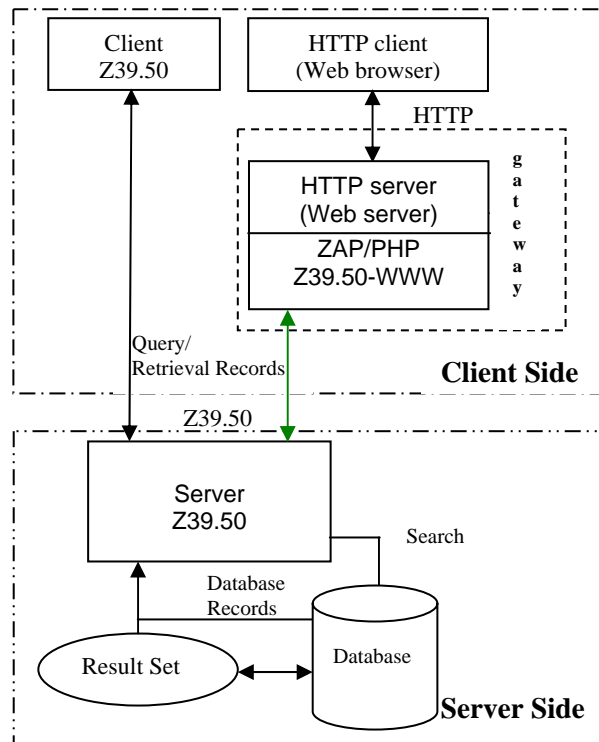 Client
Z39.50
HTTP client
(Web browser)
HTTP
gateway
HTTP server
(Web server)
ZAP/PHP
Z39.50-WWW
Query/
Retrieval Records
Client Side
Z39.50
Server
Z39.50
Search
Database
Records
Result Set
Database
Server Side